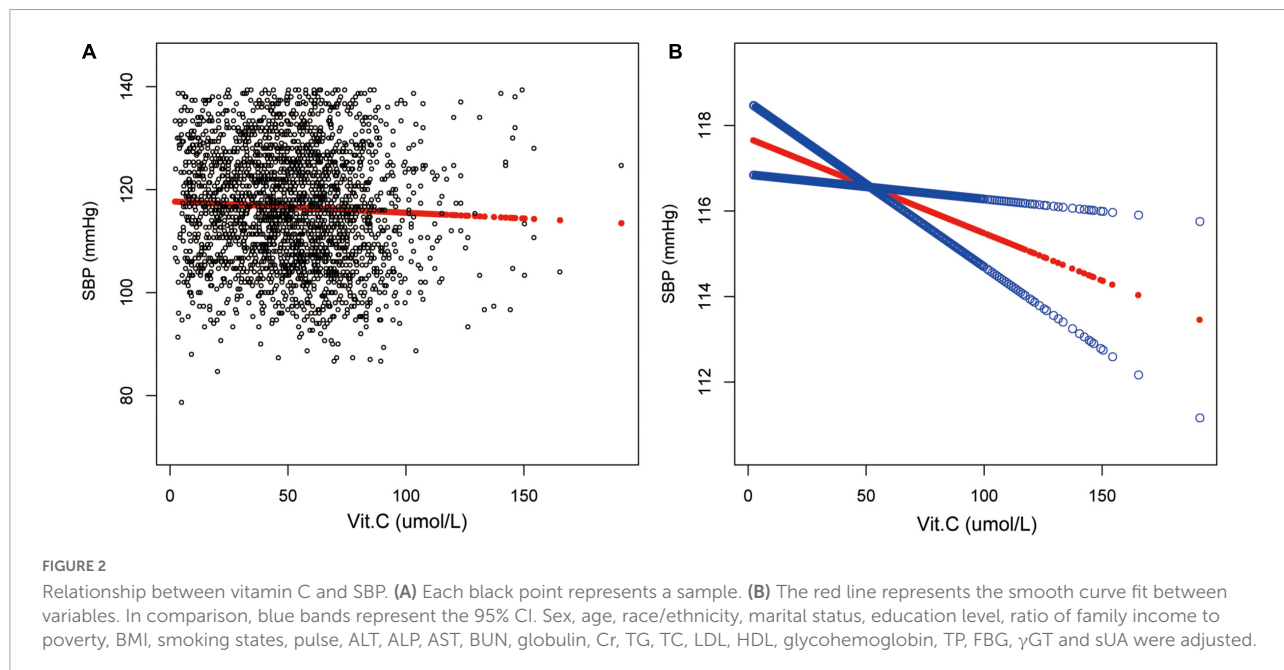 A
SBP (mmHg)
140
120
100
80
0 50 100 150
Vit.C (umol/L)
B
SBP (mmHg)
118
116
114
112
0 50 100 150
Vit.C (umol/L)
FIGURE 2
Relationship between vitamin C and SBP. (A) Each black point represents a sample. (B) The red line represents the smooth curve fit between
variables. In comparison, blue bands represent the 95% CI. Sex, age, race/ethnicity, marital status, education level, ratio of family income to
poverty, BMI, smoking states, pulse, ALT, ALP, AST, BUN, globulin, Cr, TG, TC, LDL, HDL, glycohemoglobin, TP, FBG, γGT and sUA were adjusted.